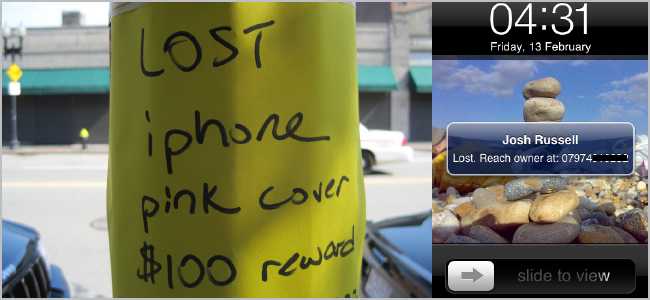 LOST
iphone
pink cover
$100 reward
04:31
Friday, 13 February
Josh Russell
Lost. Reach owner at: 07974
slide to view